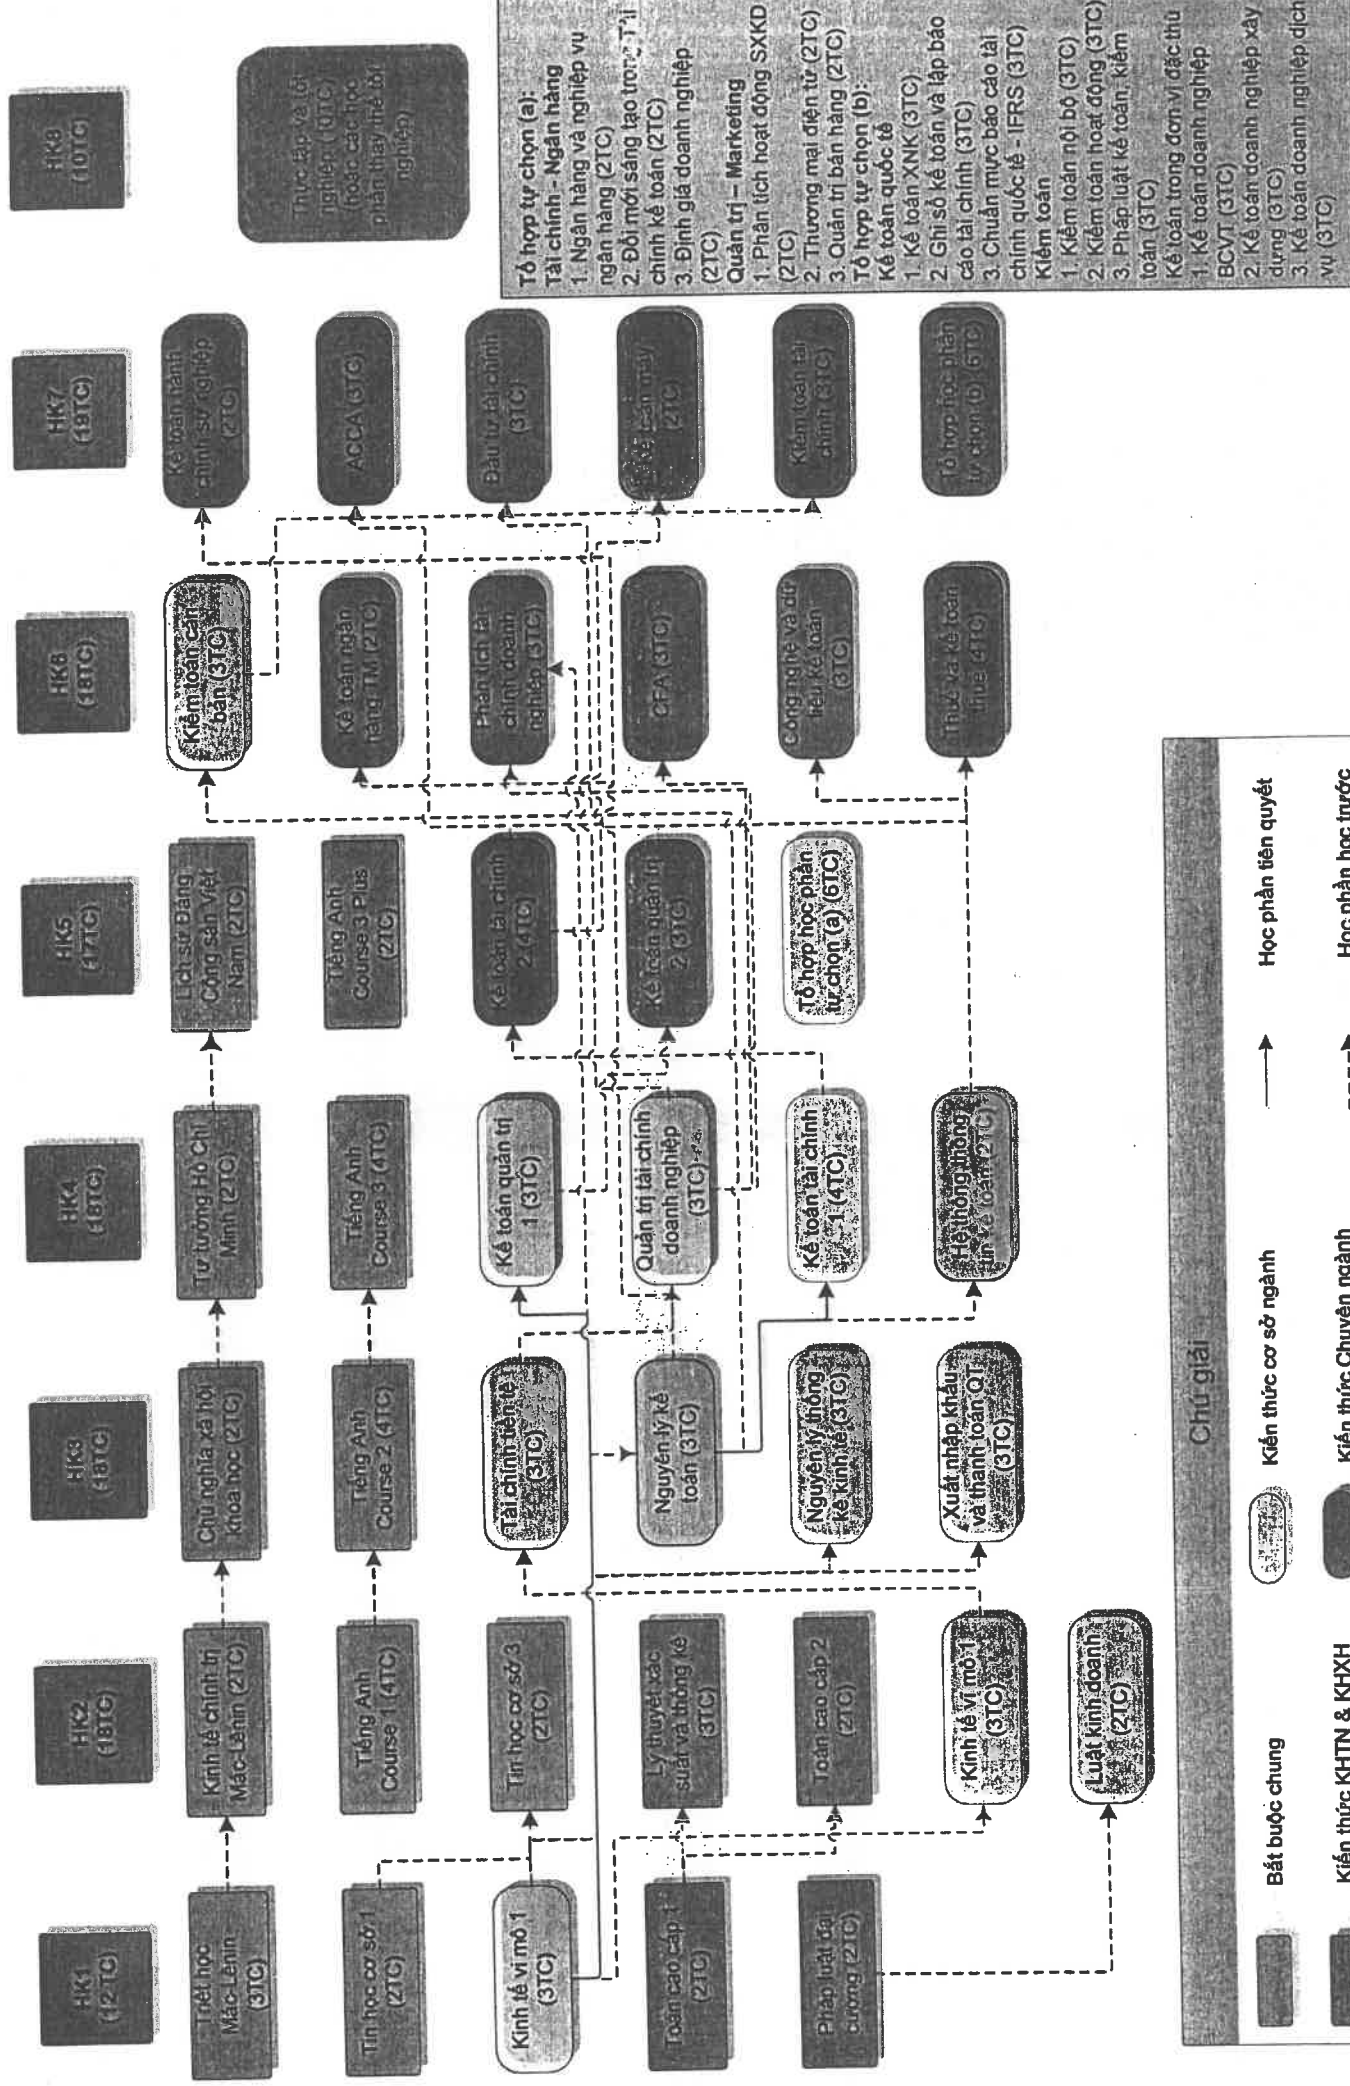 HK1
(12TC)
HK2
(18TC)
HK3
(18TC)
HK4
(18TC)
HK5
(17TC)
HK6
(18TC)
HK7
(19TC)
HK8
(10TC)
Triết học
Mác-Lênin
(3TC)
Kinh tế chính trị
Mác-Lênin (2TC)
Chủ nghĩa xã hội
khoa học (2TC)
Tư tưởng Hồ Chí
Minh (2TC)
Lịch sử Đảng
Cộng sản Việt
Nam (2TC)
Kiểm toán căn
bản (3TC)
Kế toán hành
chính sự nghiệp
(2TC)
Thực tập và tốt
nghiệp (10TC)
(hoặc các học
phần thay thế tốt
nghiệp)
Tin học cơ sở 1
(2TC)
Tiếng Anh
Course 1 (4TC)
Tiếng Anh
Course 2 (4TC)
Tiếng Anh
Course 3 (4TC)
Tiếng Anh
Course 3 Plus
(2TC)
Kế toán ngân
hàng TM (2TC)
ACCA (3TC)
Kinh tế vi mô 1
(3TC)
Tin học cơ sở 3
(2TC)
Tài chính tiền tệ
(3TC)
Kế toán quản trị
1 (3TC)
Kế toán tài chính
2 (4TC)
Phân tích tài
chính doanh
nghiệp (3TC)
Đầu tư tài chính
(3TC)
Toán cao cấp 1
(2TC)
Lý thuyết xác
suất và thống kê
(3TC)
Nguyên lý kế
toán (3TC)
Quản trị tài chính
doanh nghiệp
(3TC)
Kế toán quản trị
2 (3TC)
CFA (3TC)
Kế toán máy
(2TC)
Pháp luật đại
cương (2TC)
Toán cao cấp 2
(2TC)
Nguyên lý thống
kê kinh tế (3TC)
Kế toán tài chính
1 (4TC)
Tổ hợp học phần
tự chọn (a) (6TC)
Công nghệ và dữ
liệu kế toán
(3TC)
Kiểm toán tài
chính (3TC)
Kinh tế vĩ mô 1
(3TC)
Xuất nhập khẩu
và thanh toán QT
(3TC)
Hệ thống thông
tin kế toán (2TC)
Thuế và kế toán
thuế (4TC)
Tổ hợp học phần
tự chọn (b) (6TC)
Luật kinh doanh
(2TC)
Tổ hợp tự chọn (a):
Tài chính - Ngân hàng
1. Ngân hàng và nghiệp vụ
ngân hàng (2TC)
2. Đổi mới sáng tạo trong Tài
chính kế toán (2TC)
3. Định giá doanh nghiệp
(2TC)
Quản trị – Marketing
1. Phân tích hoạt động SXKD
(2TC)
2. Thương mại điện tử (2TC)
3. Quản trị bán hàng (2TC)
Tổ hợp tự chọn (b):
Kế toán quốc tế
1. Kế toán XNK (3TC)
2. Ghi sổ kế toán và lập báo
cáo tài chính (3TC)
3. Chuẩn mực báo cáo tài
chính quốc tế - IFRS (3TC)
Kiểm toán
1. Kiểm toán nội bộ (3TC)
2. Kiểm toán hoạt động (3TC)
3. Pháp luật kế toán, kiểm
toán (3TC)
Kế toán trong đơn vị đặc thù
1. Kế toán doanh nghiệp
BCVT (3TC)
2. Kế toán doanh nghiệp xây
dựng (3TC)
3. Kế toán doanh nghiệp dịch
vụ (3TC)
Chú giải
Bắt buộc chung
Kiến thức cơ sở ngành
Học phần tiên quyết
Kiến thức KHTN & KHXH
Kiến thức Chuyên ngành
Học phần học trước